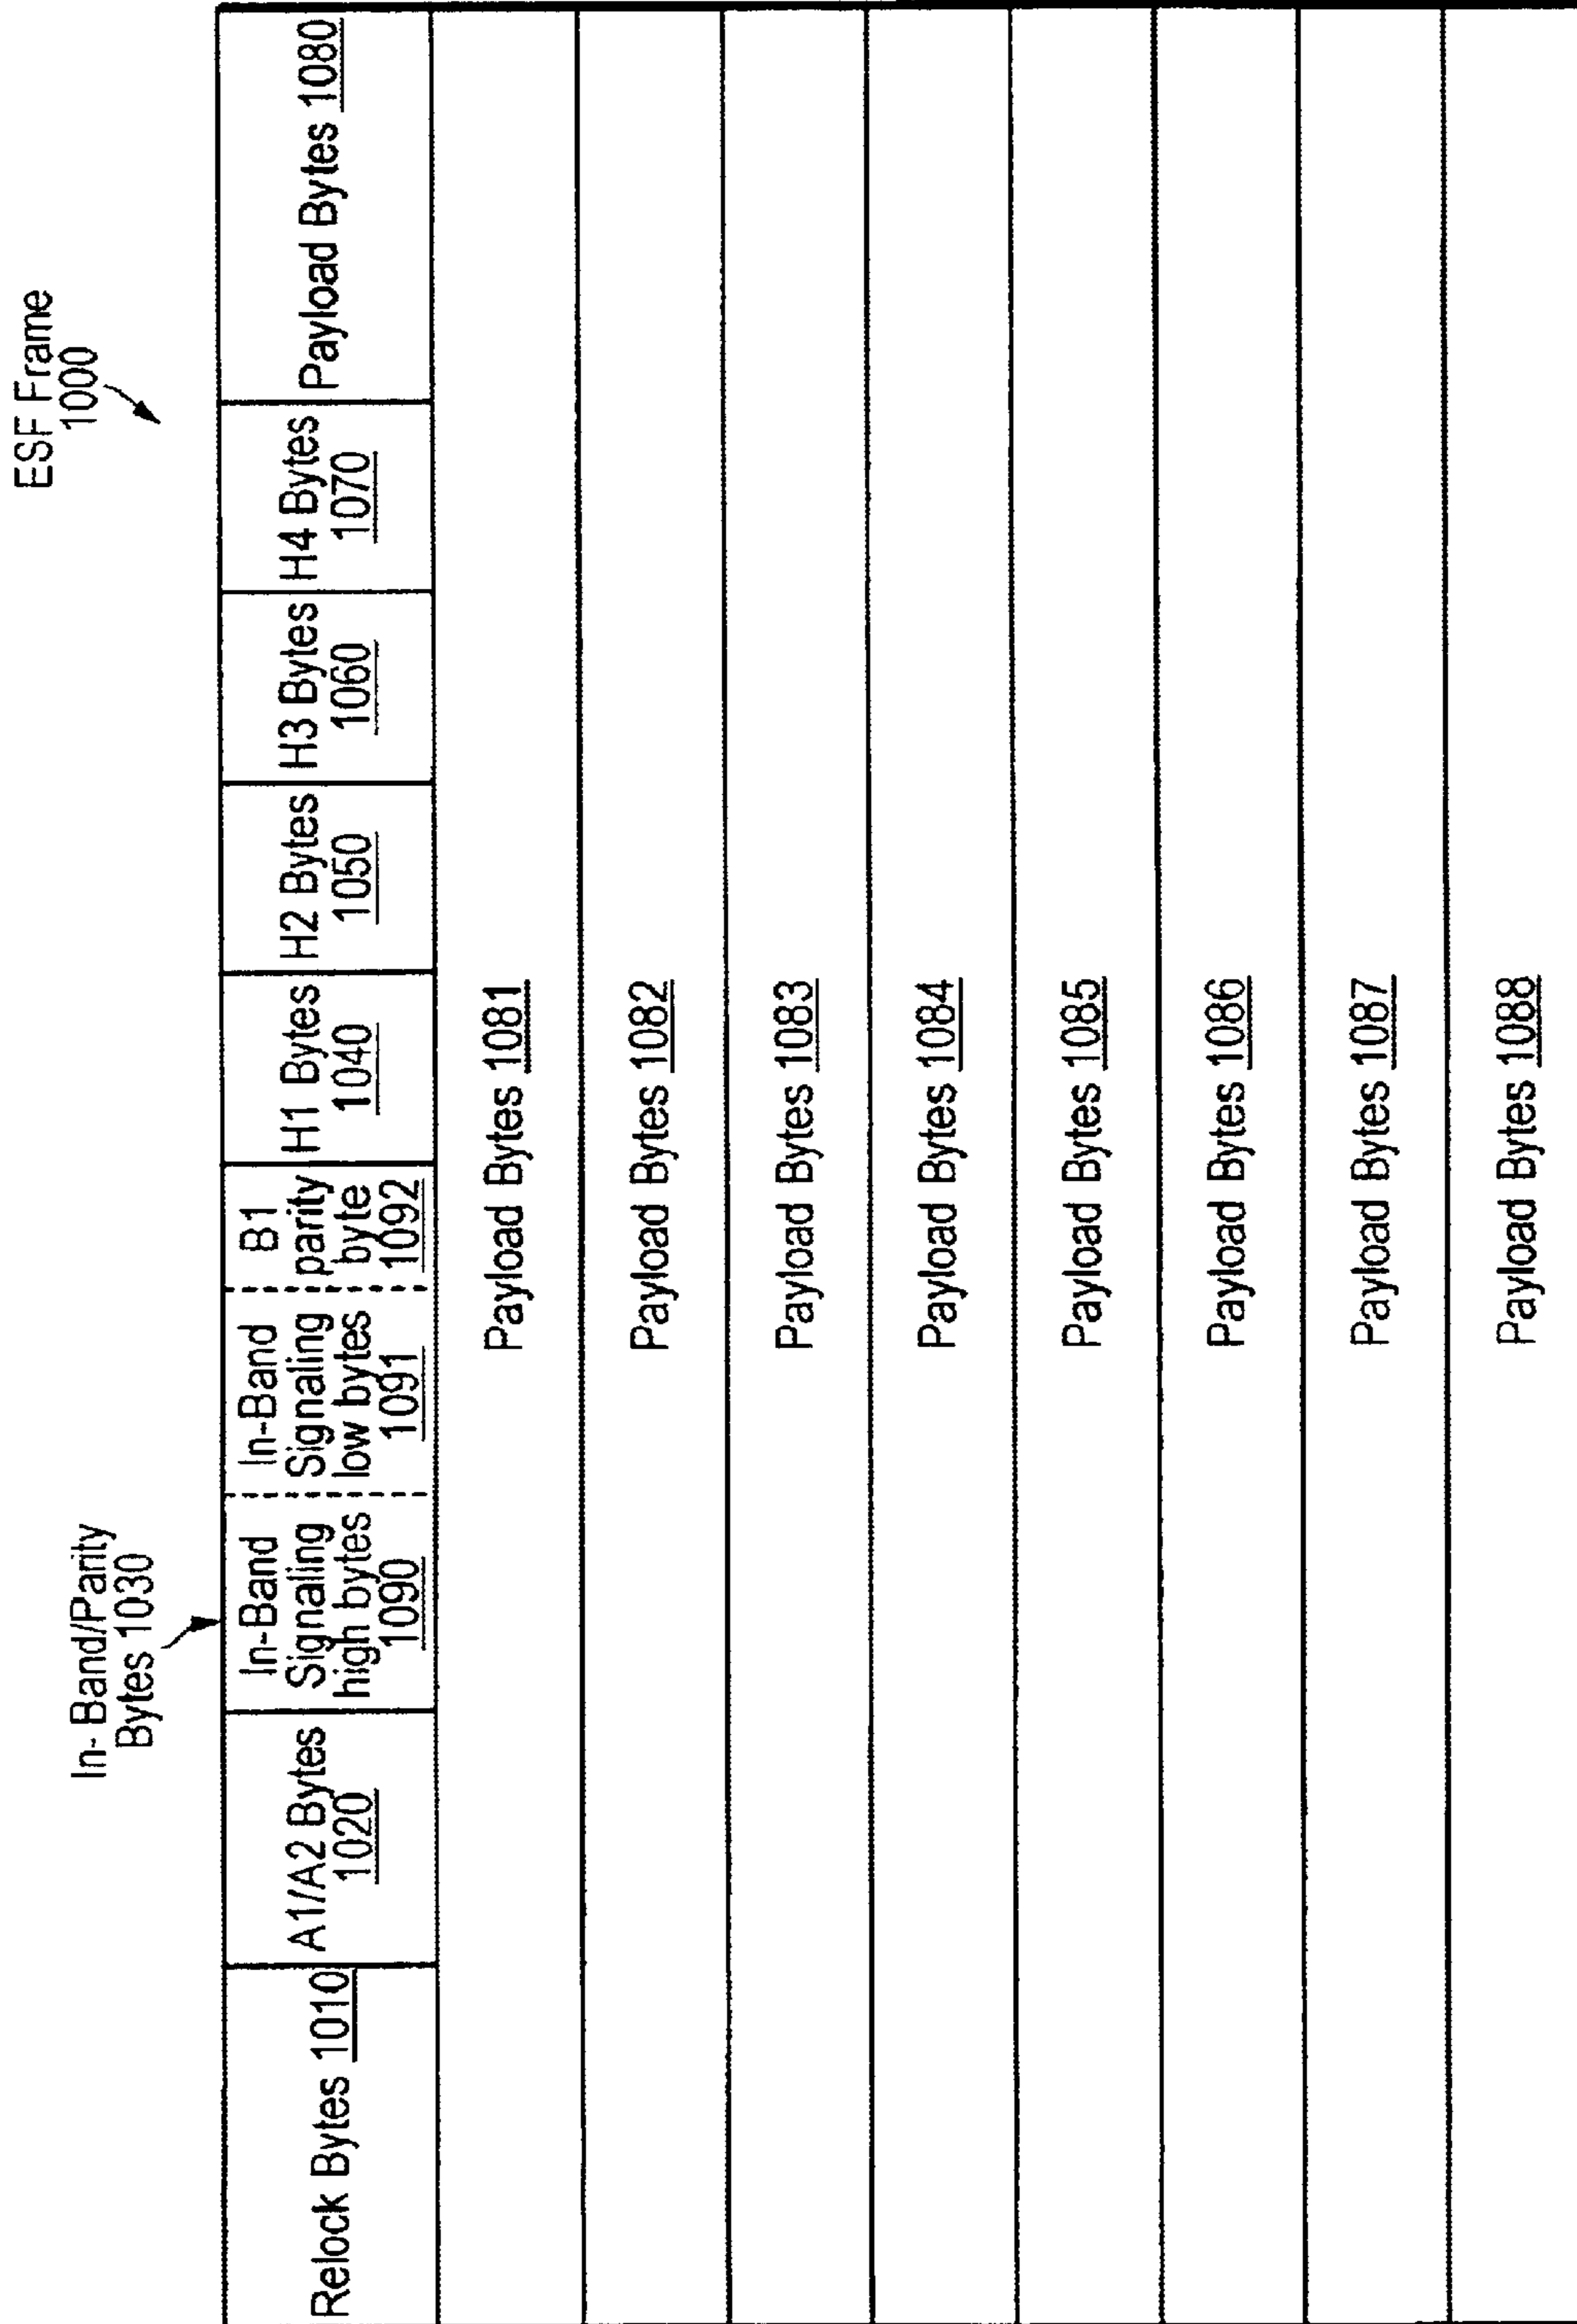 ESF Frame
1000
In-Band/Parity
Bytes 1030
Relock Bytes 1010
A1/A2 Bytes
1020
In-Band
Signaling
high bytes
1090
In-Band
Signaling
low bytes
1091
B1
parity
byte
1092
H1 Bytes
1040
H2 Bytes
1050
H3 Bytes
1060
H4 Bytes
1070
Payload Bytes 1080
Payload Bytes 1081
Payload Bytes 1082
Payload Bytes 1083
Payload Bytes 1084
Payload Bytes 1085
Payload Bytes 1086
Payload Bytes 1087
Payload Bytes 1088